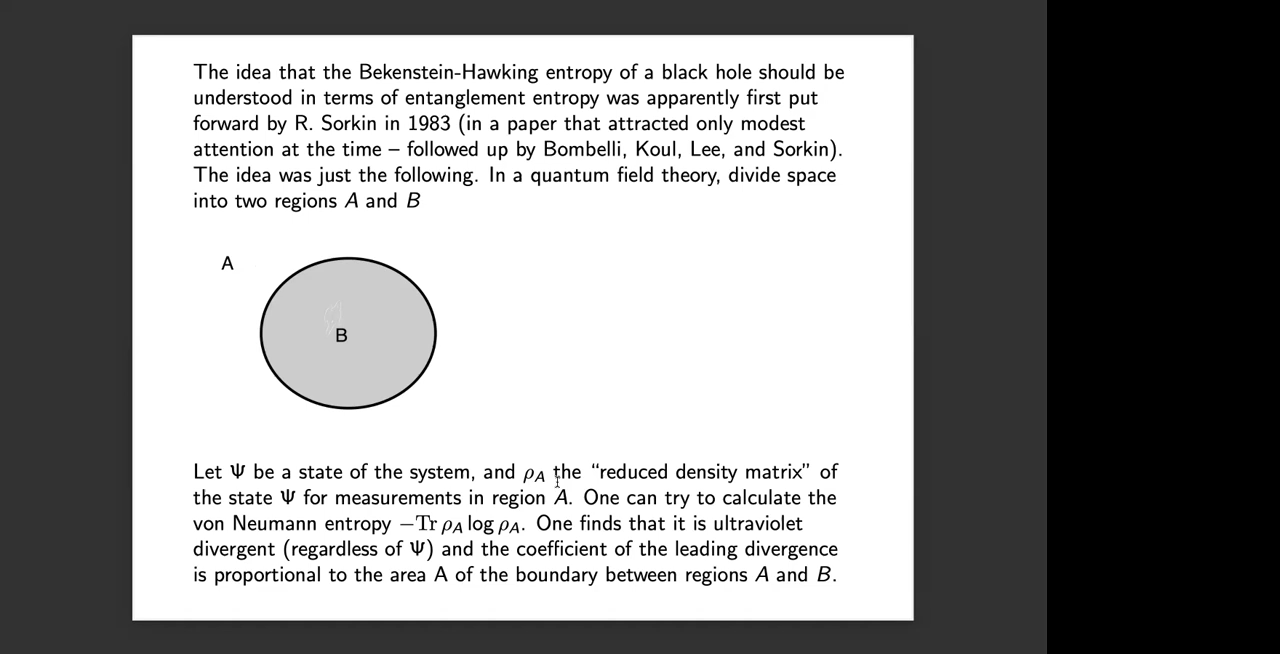 The idea that the Bekenstein-Hawking entropy of a black hole should be
understood in terms of entanglement entropy was apparently first put
forward by R. Sorkin in 1983 (in a paper that attracted only modest
attention at the time – followed up by Bombelli, Koul, Lee, and Sorkin).
The idea was just the following. In a quantum field theory, divide space
into two regions A and B
A
B
Let Ψ be a state of the system, and ρ_A the “reduced density matrix” of
the state Ψ for measurements in region A. One can try to calculate the
von Neumann entropy −Tr ρ_A log ρ_A. One finds that it is ultraviolet
divergent (regardless of Ψ) and the coefficient of the leading divergence
is proportional to the area A of the boundary between regions A and B.